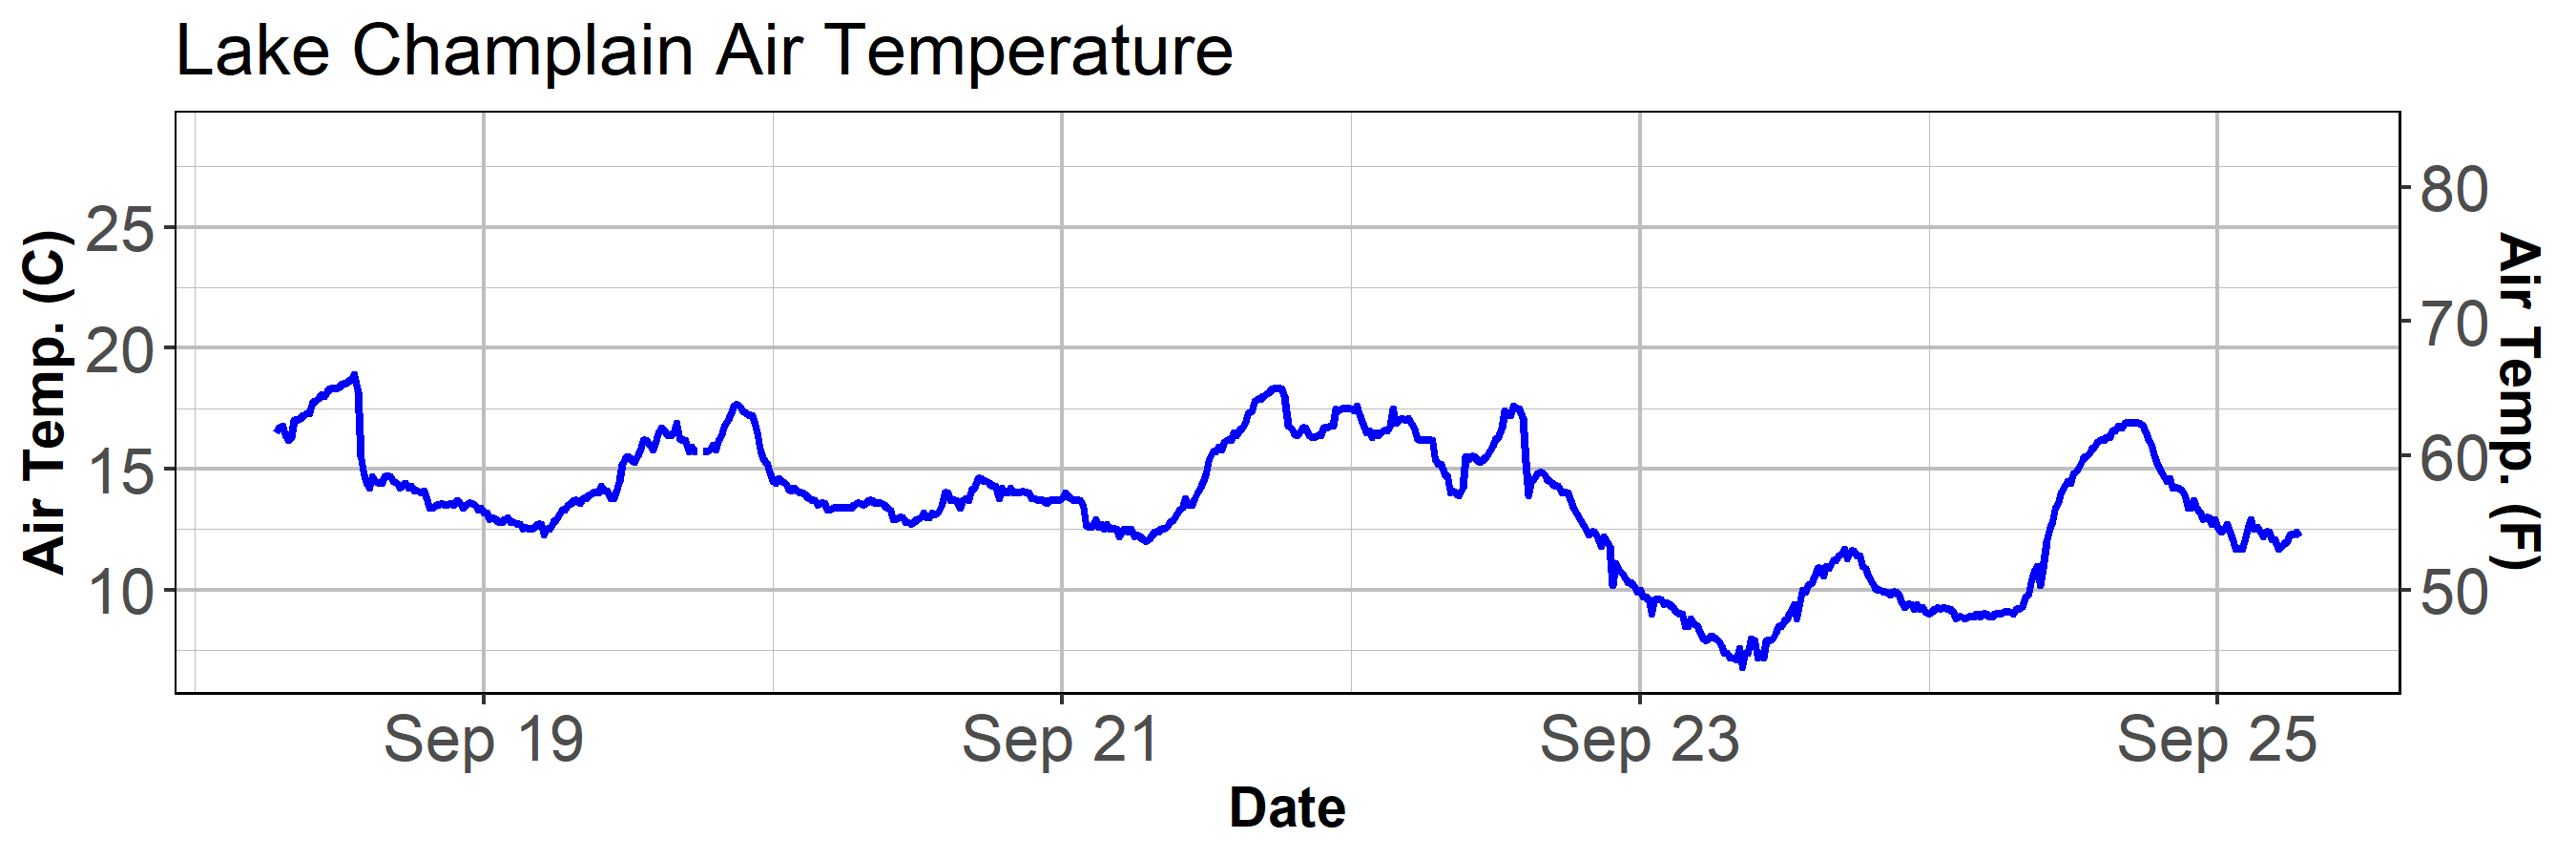 Lake Champlain Air Temperature
Air Temp. (C)
25
20
15
10
80
70
60
50
Air Temp. (F)
Sep 19
Sep 21
Sep 23
Sep 25
Date